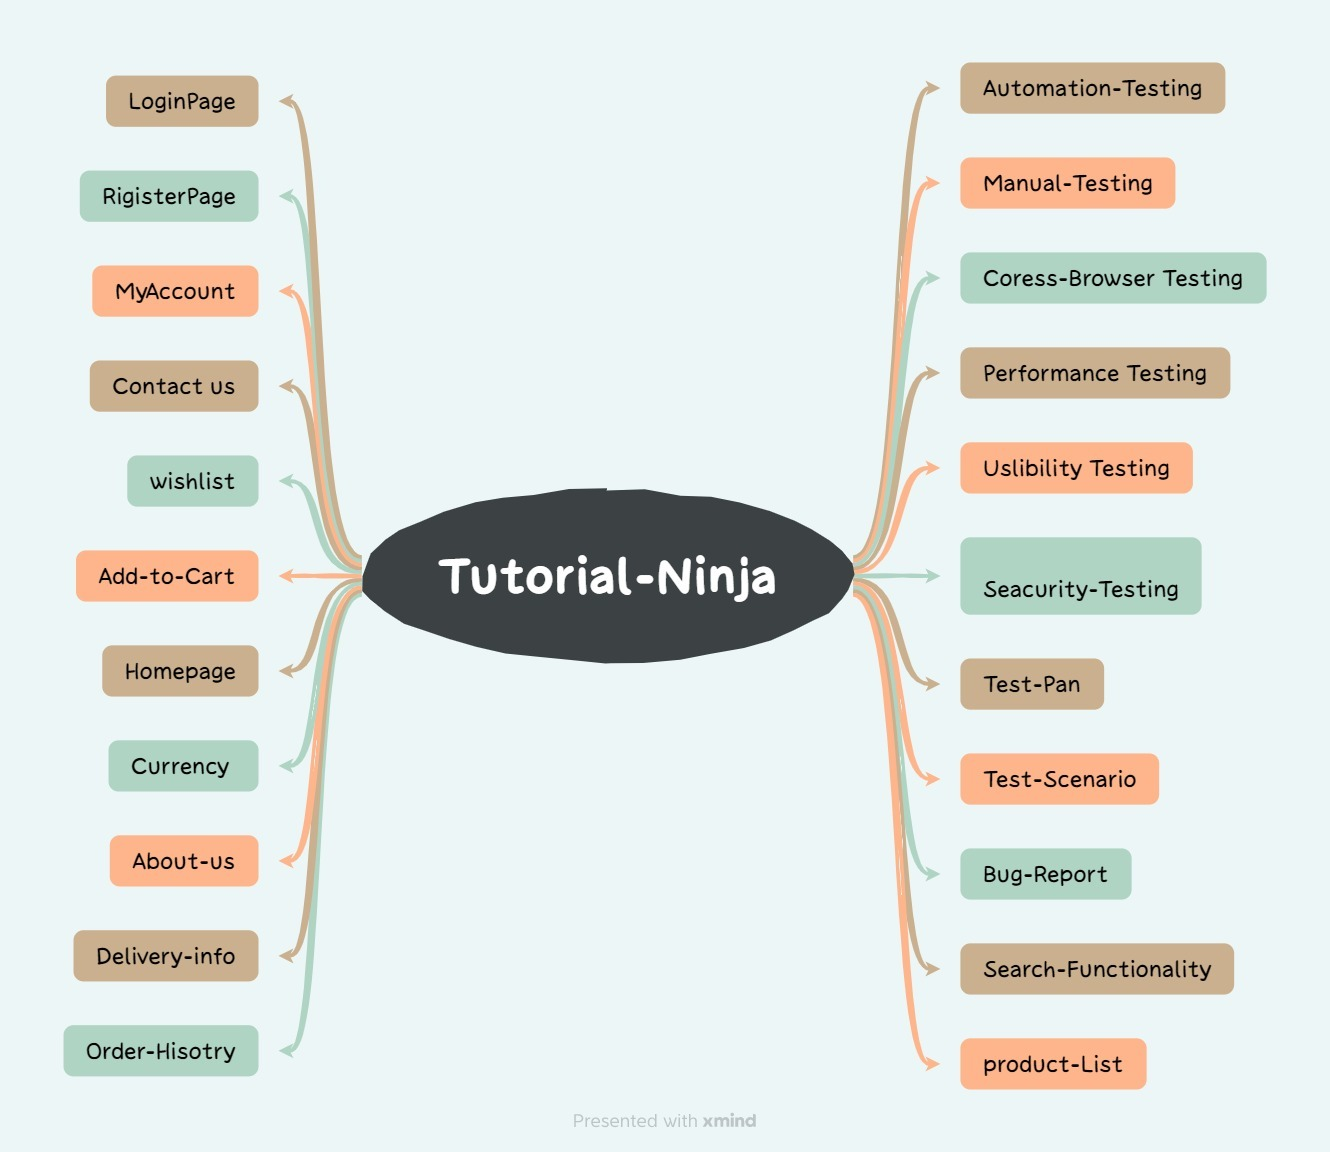 LoginPage
RigisterPage
MyAccount
Contact us
wishlist
Add-to-Cart
Homepage
Currency
About-us
Delivery-info
Order-Hisotry
Tutorial-Ninja
Automation-Testing
Manual-Testing
Coress-Browser Testing
Performance Testing
Uslibility Testing
Seacurity-Testing
Test-Pan
Test-Scenario
Bug-Report
Search-Functionality
product-List
Presented with xmind